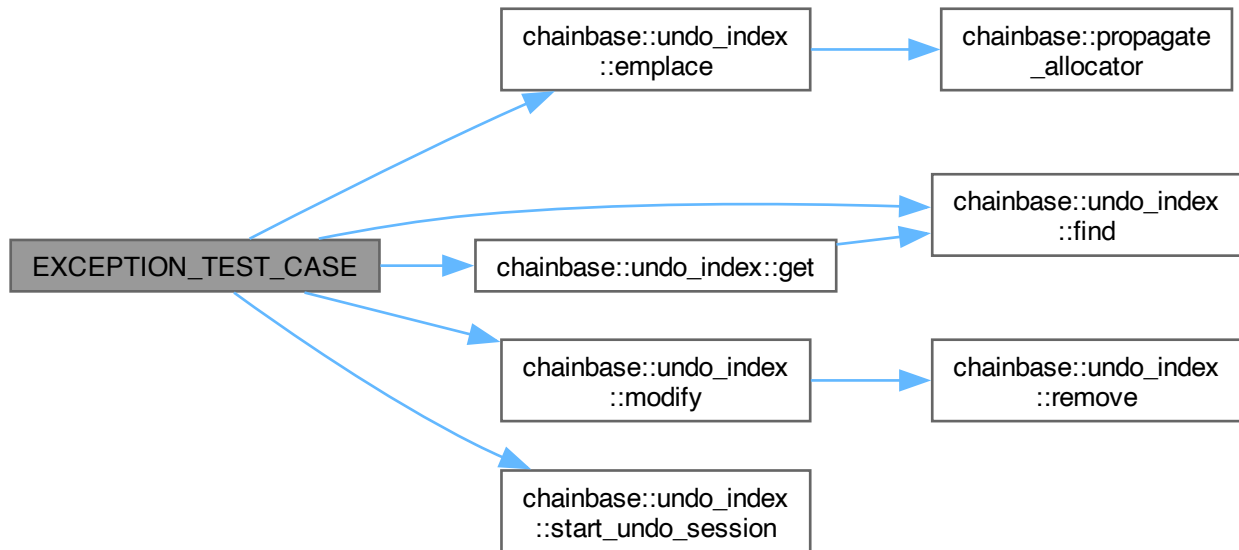 EXCEPTION_TEST_CASE
chainbase::undo_index
::emplace
chainbase::propagate
_allocator
chainbase::undo_index
::find
chainbase::undo_index::get
chainbase::undo_index
::modify
chainbase::undo_index
::remove
chainbase::undo_index
::start_undo_session